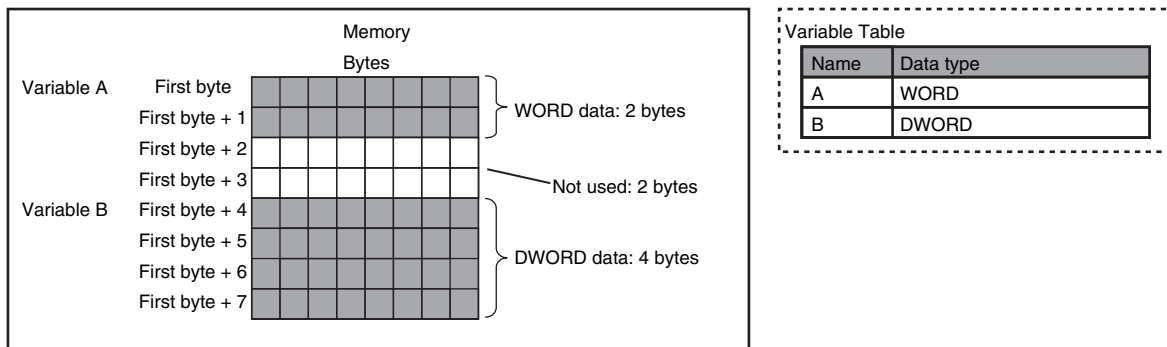 Memory
Bytes
Variable A
First byte
First byte + 1
WORD data: 2 bytes
First byte + 2
First byte + 3
Not used: 2 bytes
Variable B
First byte + 4
First byte + 5
DWORD data: 4 bytes
First byte + 6
First byte + 7
Variable Table
Name Data type
A WORD
B DWORD